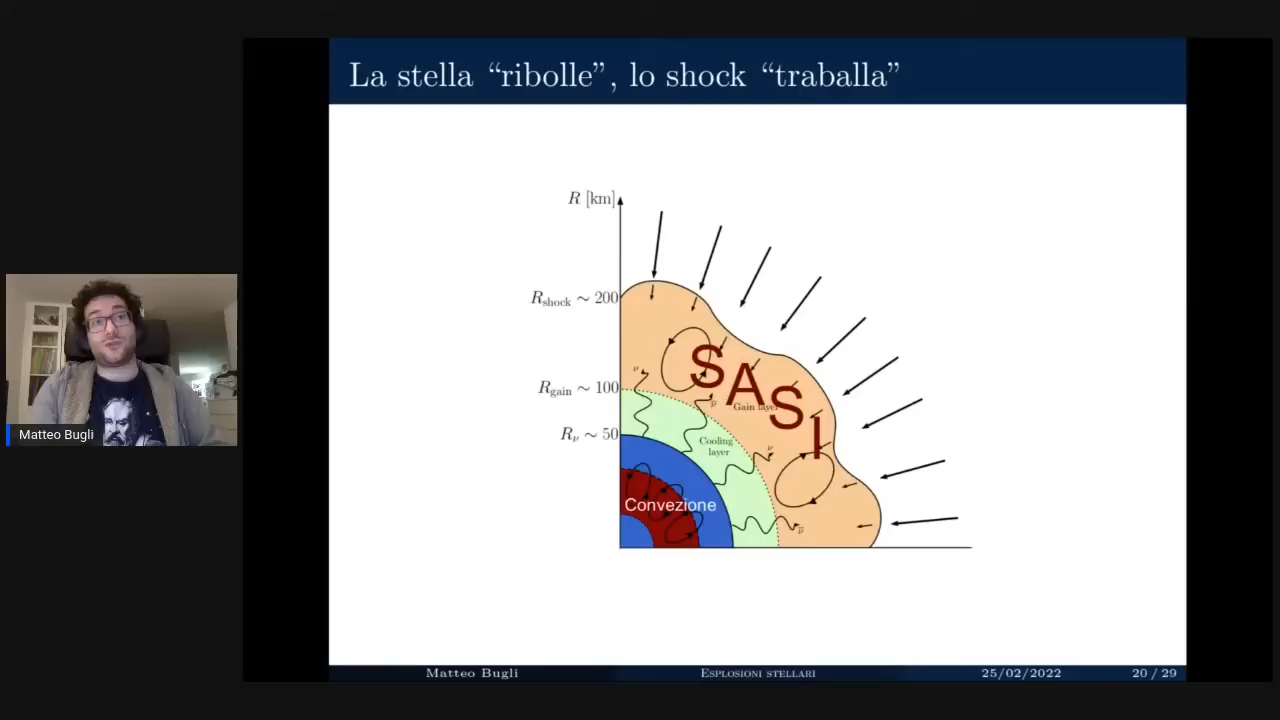 La stella “ribolle”, lo shock “traballa”
R [km]
R_shock ∼ 200
R_gain ∼ 100
R_ν ∼ 50
ν
ν̄
ν
ν̄
SASI
Gain layer
Cooling
layer
Convezione
Matteo Bugli
Matteo Bugli
Esplosioni stellari
25/02/2022
20 / 29